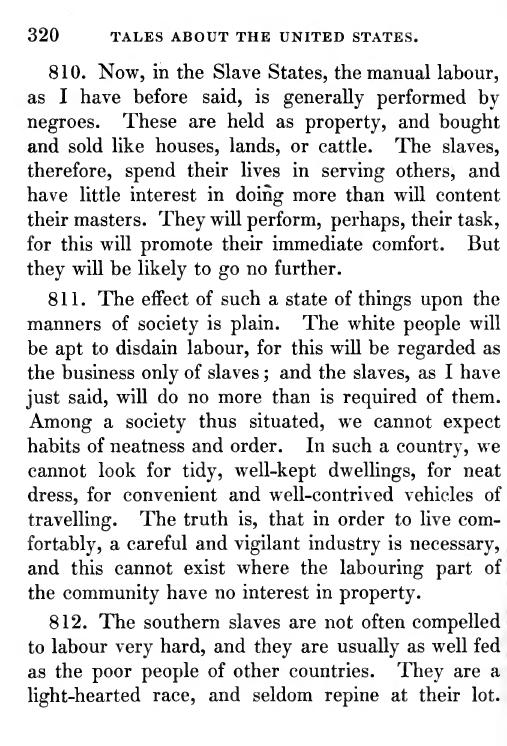 320 TALES ABOUT THE UNITED STATES.
810. Now, in the Slave States, the manual labour,
as I have before said, is generally performed by
negroes. These are held as property, and bought
and sold like houses, lands, or cattle. The slaves,
therefore, spend their lives in serving others, and
have little interest in doing more than will content
their masters. They will perform, perhaps, their task,
for this will promote their immediate comfort. But
they will be likely to go no further.
811. The effect of such a state of things upon the
manners of society is plain. The white people will
be apt to disdain labour, for this will be regarded as
the business only of slaves; and the slaves, as I have
just said, will do no more than is required of them.
Among a society thus situated, we cannot expect
habits of neatness and order. In such a country, we
cannot look for tidy, well-kept dwellings, for neat
dress, for convenient and well-contrived vehicles of
travelling. The truth is, that in order to live com-
fortably, a careful and vigilant industry is necessary,
and this cannot exist where the labouring part of
the community have no interest in property.
812. The southern slaves are not often compelled
to labour very hard, and they are usually as well fed
as the poor people of other countries. They are a
light-hearted race, and seldom repine at their lot.